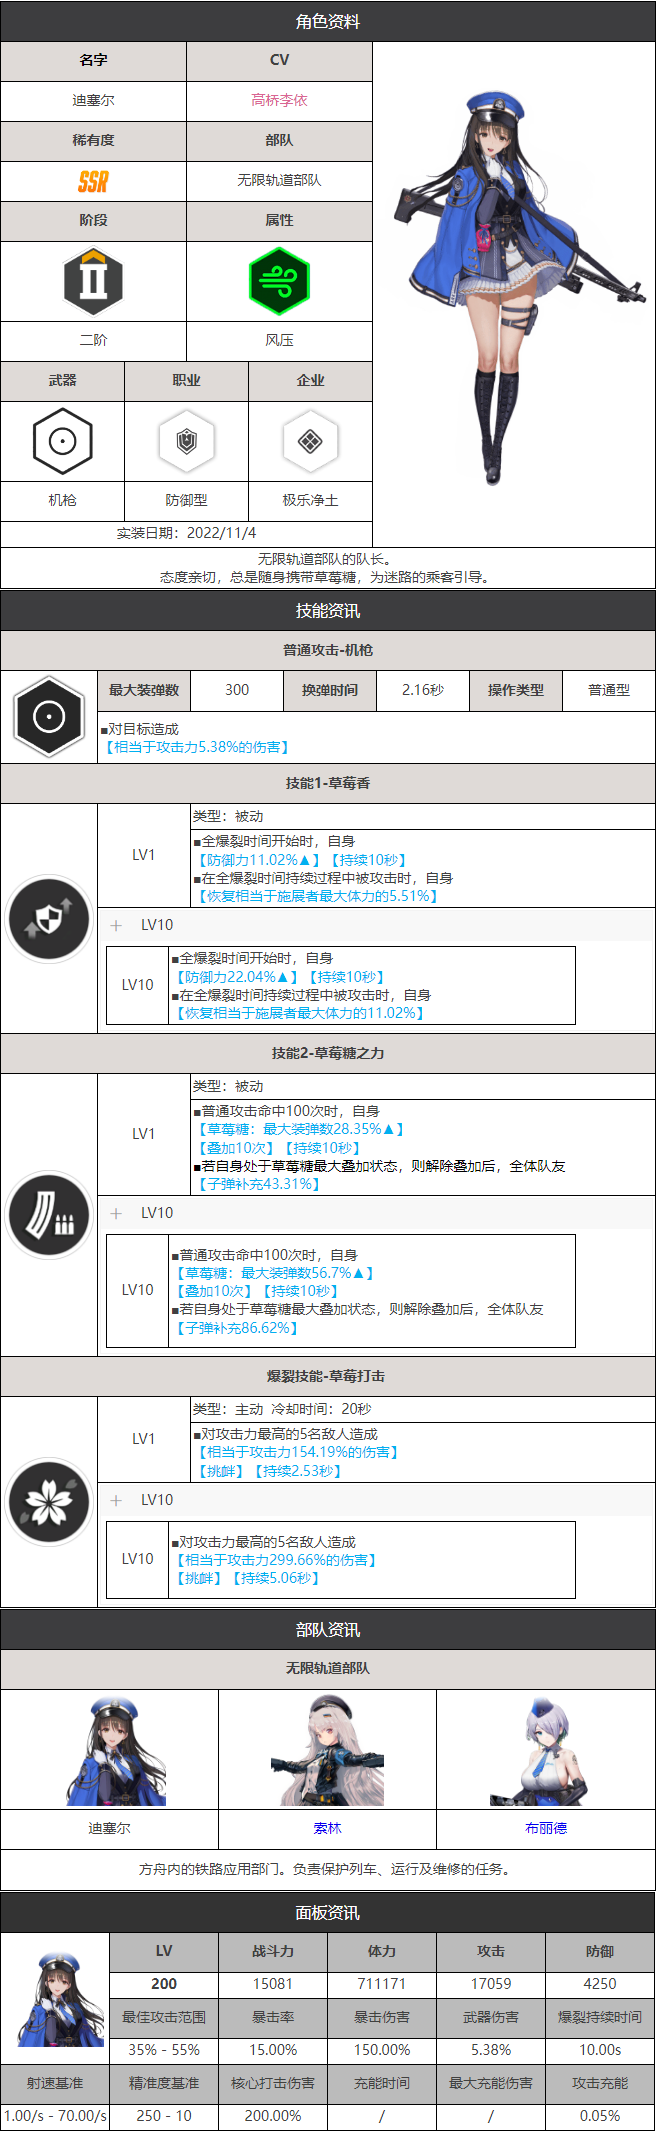 角色资料
名字 CV
迪塞尔 高桥李依
稀有度 部队
SSR 无限轨道部队
阶段 属性
二阶 风压
武器 职业 企业
机枪 防御型 极乐净土
实装日期：2022/11/4
无限轨道部队的队长。
态度亲切，总是随身携带草莓糖，为迷路的乘客引导。
技能资讯
普通攻击-机枪
最大装弹数 300 换弹时间 2.16秒 操作类型 普通型
■对目标造成
【相当于攻击力5.38%的伤害】
技能1-草莓香
LV1
类型：被动
■全爆裂时间开始时，自身
【防御力11.02%▲】【持续10秒】
■在全爆裂时间持续过程中被攻击时，自身
【恢复相当于施展者最大体力的5.51%】
＋ LV10
LV10
■全爆裂时间开始时，自身
【防御力22.04%▲】【持续10秒】
■在全爆裂时间持续过程中被攻击时，自身
【恢复相当于施展者最大体力的11.02%】
技能2-草莓糖之力
LV1
类型：被动
■普通攻击命中100次时，自身
【草莓糖：最大装弹数28.35%▲】
【叠加10次】【持续10秒】
■若自身处于草莓糖最大叠加状态，则解除叠加后，全体队友
【子弹补充43.31%】
＋ LV10
LV10
■普通攻击命中100次时，自身
【草莓糖：最大装弹数56.7%▲】
【叠加10次】【持续10秒】
■若自身处于草莓糖最大叠加状态，则解除叠加后，全体队友
【子弹补充86.62%】
爆裂技能-草莓打击
LV1
类型：主动 冷却时间：20秒
■对攻击力最高的5名敌人造成
【相当于攻击力154.19%的伤害】
【挑衅】【持续2.53秒】
＋ LV10
LV10
■对攻击力最高的5名敌人造成
【相当于攻击力299.66%的伤害】
【挑衅】【持续5.06秒】
部队资讯
无限轨道部队
迪塞尔 索林 布丽德
方舟内的铁路应用部门。负责保护列车、运行及维修的任务。
面板资讯
LV 战斗力 体力 攻击 防御
200 15081 711171 17059 4250
最佳攻击范围 暴击率 暴击伤害 武器伤害 爆裂持续时间
35% - 55% 15.00% 150.00% 5.38% 10.00s
射速基准 精准度基准 核心打击伤害 充能时间 最大充能伤害 攻击充能
1.00/s - 70.00/s 250 - 10 200.00% / / 0.05%